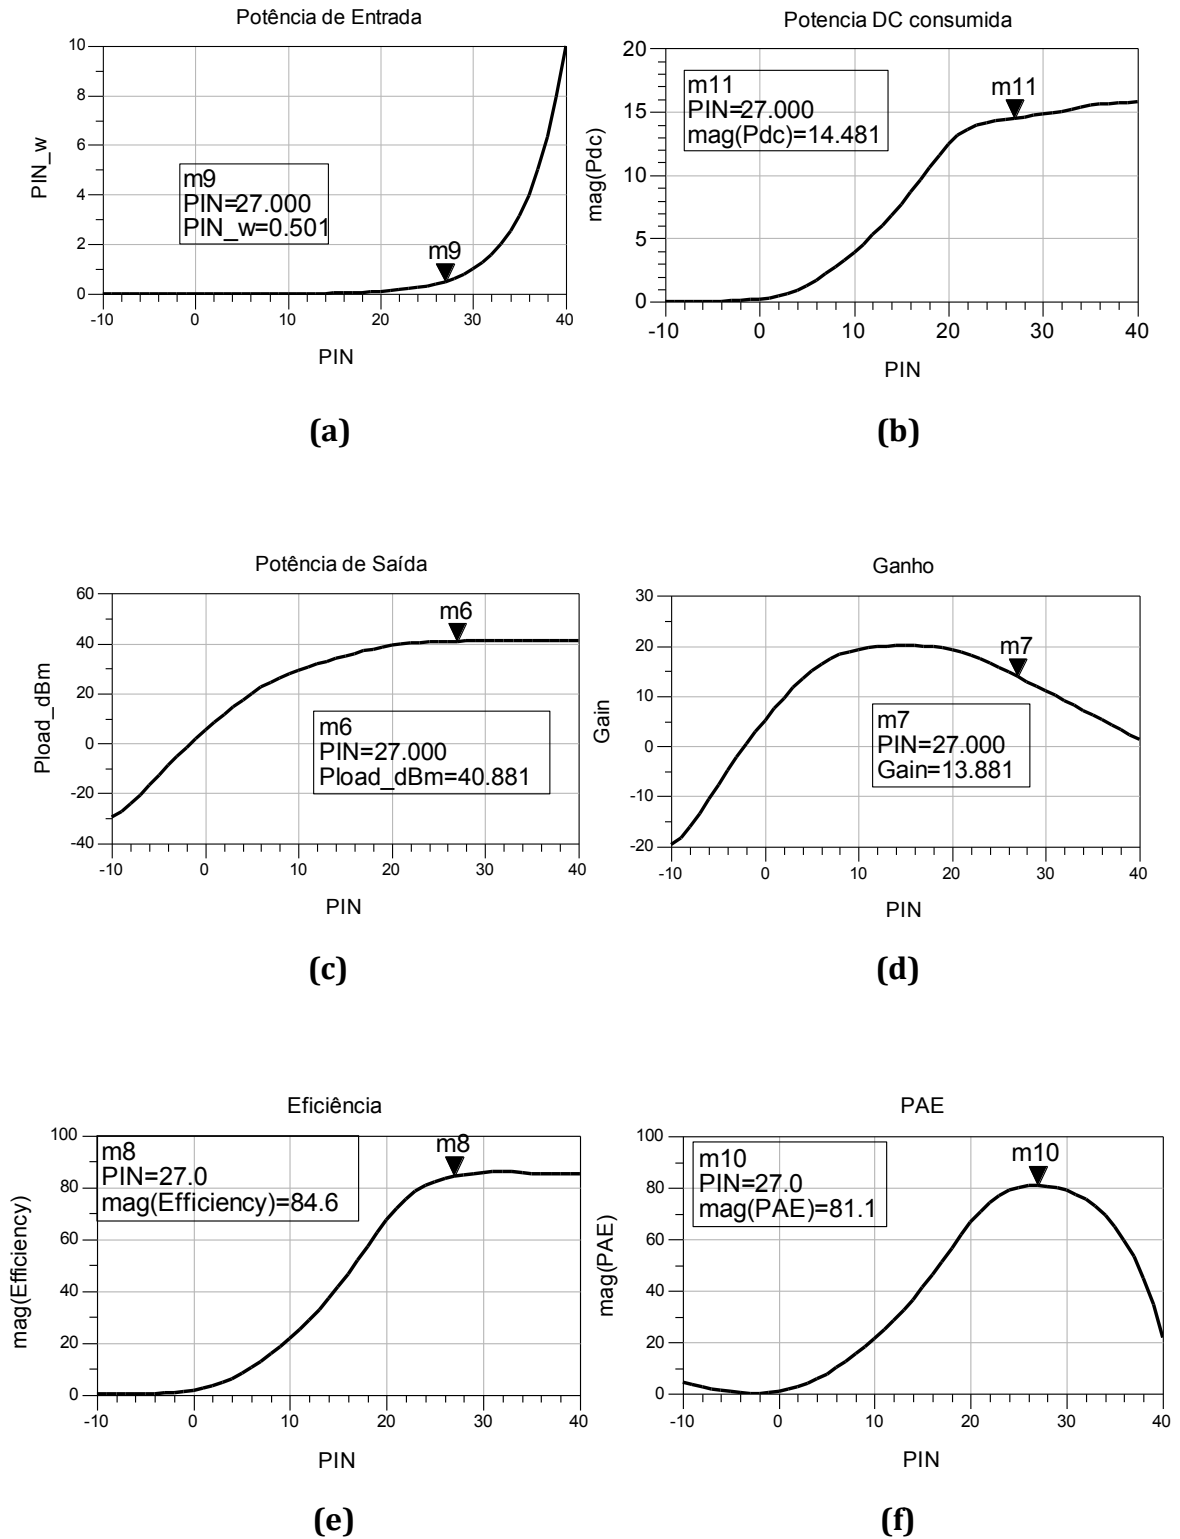 Potência de Entrada
10
8
6
4
2
0
PIN_w
m9
PIN=27.000
PIN_w=0.501
m9
-10 0 10 20 30 40
PIN
(a)
Potencia DC consumida
20
15
10
5
0
mag(Pdc)
m11
PIN=27.000
mag(Pdc)=14.481
m11
-10 0 10 20 30 40
PIN
(b)
Potência de Saída
60
40
20
0
-20
-40
Pload_dBm
m6
m6
PIN=27.000
Pload_dBm=40.881
-10 0 10 20 30 40
PIN
(c)
Ganho
30
20
10
0
-10
-20
Gain
m7
m7
PIN=27.000
Gain=13.881
-10 0 10 20 30 40
PIN
(d)
Eficiência
100
80
60
40
20
0
mag(Efficiency)
m8
PIN=27.0
mag(Efficiency)=84.6
m8
-10 0 10 20 30 40
PIN
(e)
PAE
100
80
60
40
20
0
mag(PAE)
m10
PIN=27.0
mag(PAE)=81.1
m10
-10 0 10 20 30 40
PIN
(f)